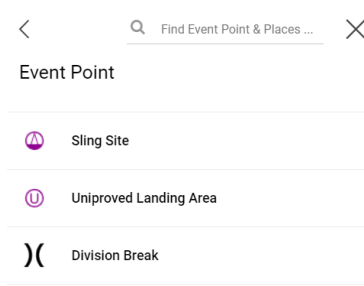 Find Event Point & Places ...
Event Point
Sling Site
U Uniproved Landing Area
)( Division Break